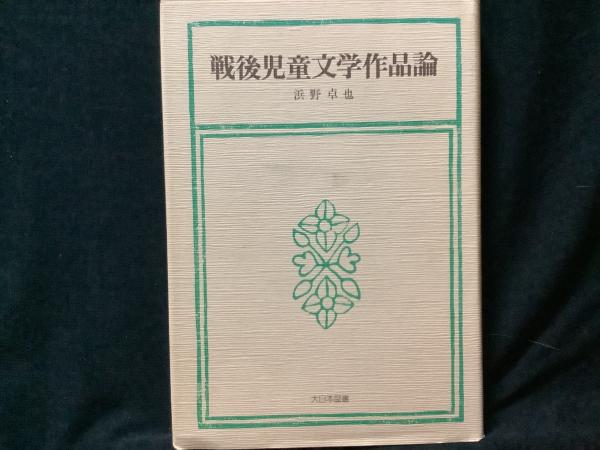 戦後児童文学作品論
浜野卓也
大日本図書